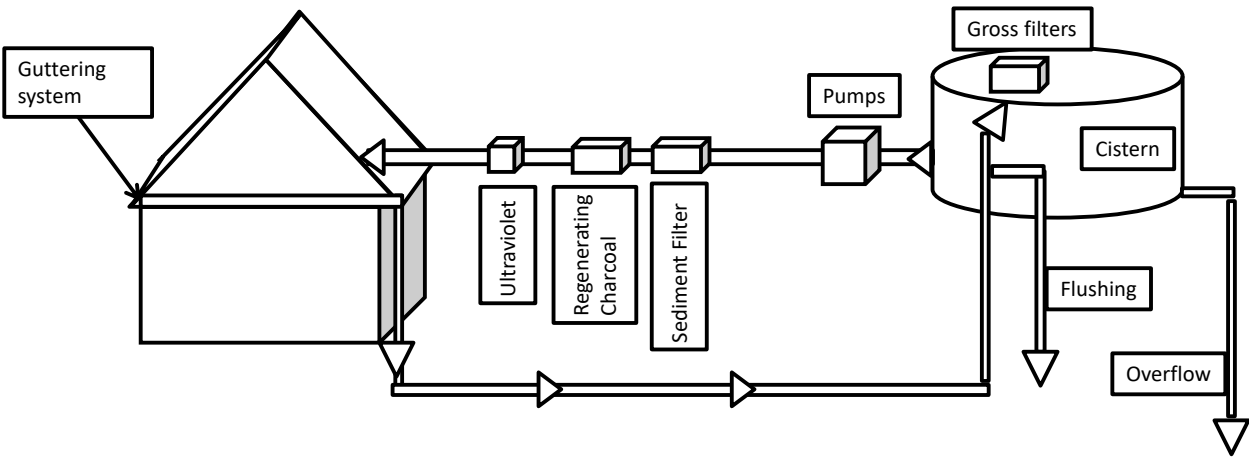 Guttering
system
Gross filters
Pumps
Cistern
Ultraviolet
Regenerating
Charcoal
Sediment Filter
Flushing
Overflow